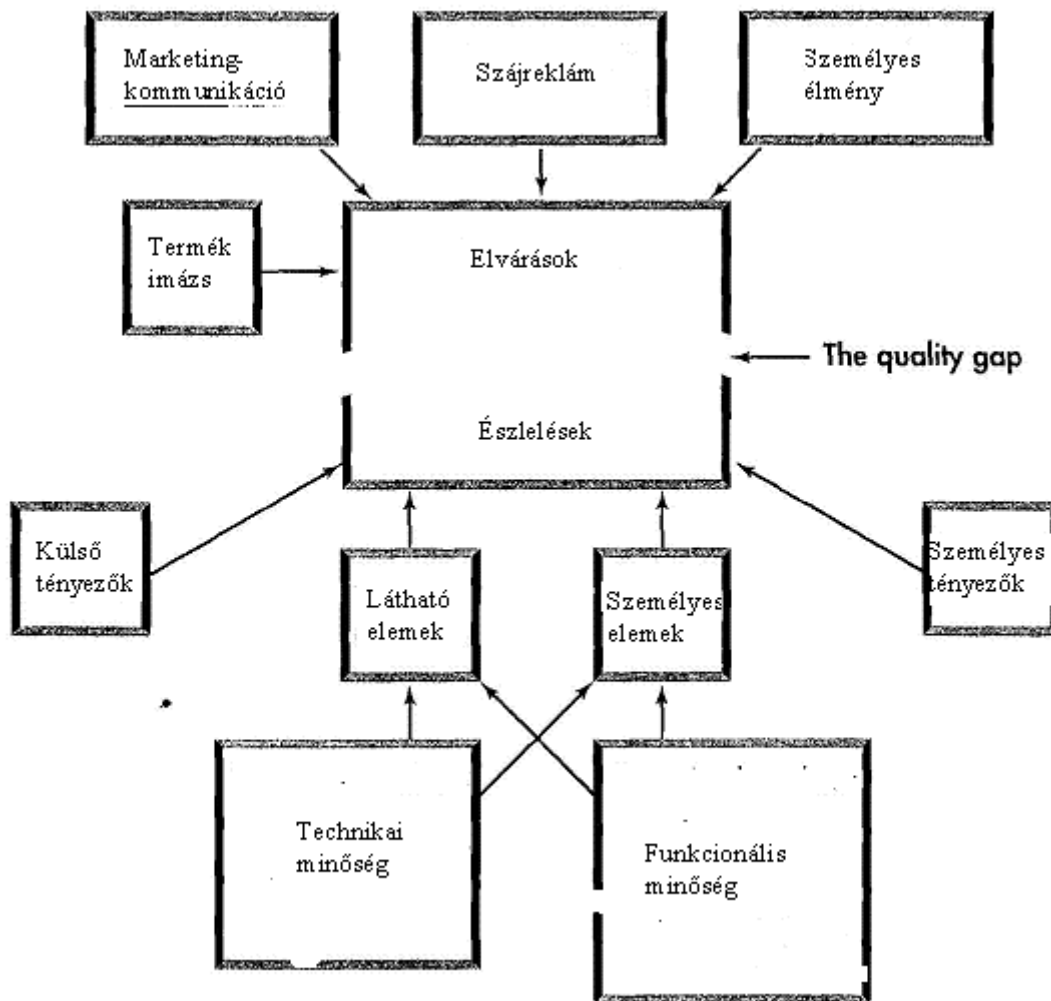 Marketing-
kommunikáció
Szájreklám
Személyes
élmény
Termék
imázs
Elvárások
The quality gap
Észlelések
Külső
tényezők
Látható
elemek
Személyes
elemek
Személyes
tényezők
Technikai
minőség
Funkcionális
minőség